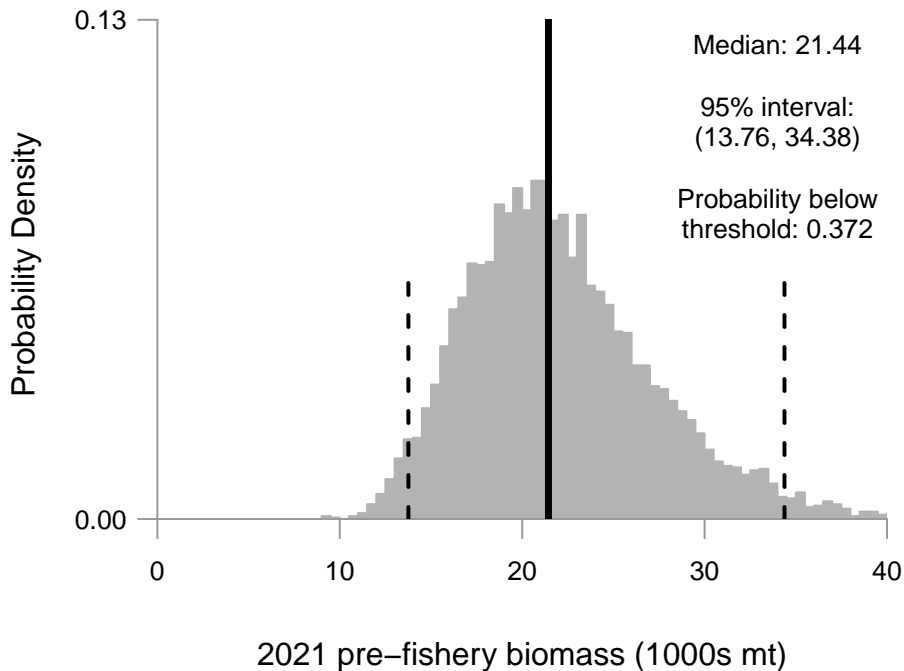 0.13
Median: 21.44
95% interval:
(13.76, 34.38)
Probability below
threshold: 0.372
Probability Density
0.00
0 10 20 30 40
2021 pre−fishery biomass (1000s mt)